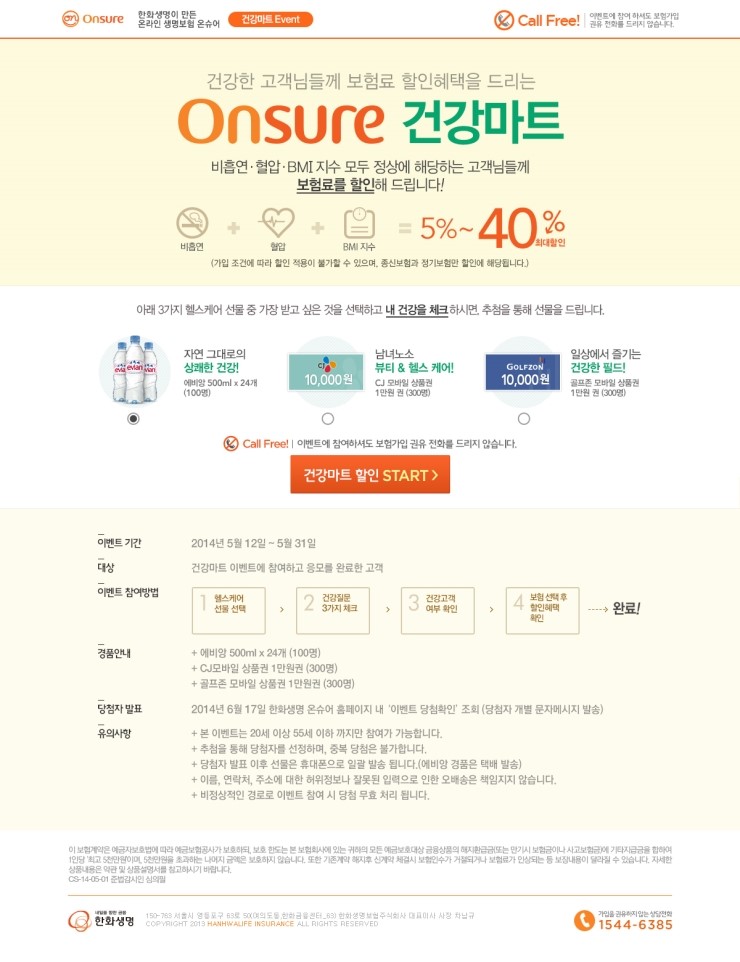 Onsure
한화생명이 만든
온라인 생명보험 온슈어
건강마트 Event
Call Free!
이벤트에 참여 하셔도 보험가입
권유 전화를 드리지 않습니다.
건강한 고객님들께 보험료 할인혜택을 드리는
Onsure 건강마트
비흡연·혈압·BMI 지수 모두 정상에 해당하는 고객님들께
보험료를 할인해 드립니다!
비흡연 + 혈압 + BMI 지수 = 5%~40% 최대할인
(가입 조건에 따라 할인 적용이 불가할 수 있으며, 종신보험과 정기보험만 할인에 해당됩니다.)
아래 3가지 헬스케어 선물 중 가장 받고 싶은 것을 선택하고 내 건강을 체크하시면, 추첨을 통해 선물을 드립니다.
evian
자연 그대로의
상쾌한 건강!
에비앙 500ml x 24개
(100명)
CJ
10,000원
남녀노소
뷰티 & 헬스 케어!
CJ 모바일 상품권
1만원 권 (300명)
GOLFZON
10,000원
일상에서 즐기는
건강한 필드!
골프존 모바일 상품권
1만원 권 (300명)
Call Free! | 이벤트에 참여하셔도 보험가입 권유 전화를 드리지 않습니다.
건강마트 할인 START >
이벤트 기간
2014년 5월 12일 ~ 5월 31일
대상
건강마트 이벤트에 참여하고 응모를 완료한 고객
이벤트 참여방법
1 헬스케어
선물 선택
>
2 건강질문
3가지 체크
>
3 건강고객
여부 확인
>
4 보험 선택 후
할인혜택
확인
완료!
경품안내
+ 에비앙 500ml x 24개 (100명)
+ CJ모바일 상품권 1만원권 (300명)
+ 골프존 모바일 상품권 1만원권 (300명)
당첨자 발표
2014년 6월 17일 한화생명 온슈어 홈페이지 내 '이벤트 당첨확인' 조회 (당첨자 개별 문자메시지 발송)
유의사항
+ 본 이벤트는 20세 이상 55세 이하 까지만 참여가 가능합니다.
+ 추첨을 통해 당첨자를 선정하며, 중복 당첨은 불가합니다.
+ 당첨자 발표 이후 선물은 휴대폰으로 일괄 발송 됩니다.(에비앙 경품은 택배 발송)
+ 이름, 연락처, 주소에 대한 허위정보나 잘못된 입력으로 인한 오배송은 책임지지 않습니다.
+ 비정상적인 경로로 이벤트 참여 시 당첨 무효 처리 됩니다.
이 보험계약은 예금자보호법에 따라 예금보험공사가 보호하되, 보호 한도는 본 보험회사에 있는 귀하의 모든 예금보호대상 금융상품의 해지환급금(또는 만기시 보험금이나 사고보험금)에 기타지급금을 합하여
1인당 '최고 5천만원'이며, 5천만원을 초과하는 나머지 금액은 보호하지 않습니다. 또한 기존계약 해지후 신계약 체결시 보험인수가 거절되거나 보험료가 인상되는 등 보장내용이 달라질 수 있습니다. 자세한
상품내용은 약관 및 상품설명서를 참고하시기 바랍니다.
CS-14-05-01 준법감시인 심의필
내일을 향한 금융
한화생명
150-763 서울시 영등포구 63로 50(여의도동,한화금융센터_63) 한화생명보험주식회사 대표이사 사장 차남규
COPYRIGHT 2013 HANHWALIFE INSURANCE ALL RIGHTS RESERVED
가입을 권유하지 않는 상담전화
1544-6385